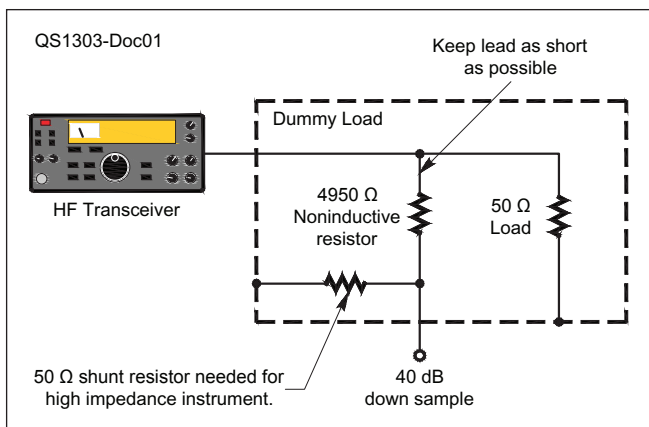 QS1303-Doc01
Keep lead as short
as possible
Dummy Load
HF Transceiver
4950 Ω
Noninductive
resistor
50 Ω
Load
50 Ω shunt resistor needed for
high impedance instrument.
40 dB
down sample